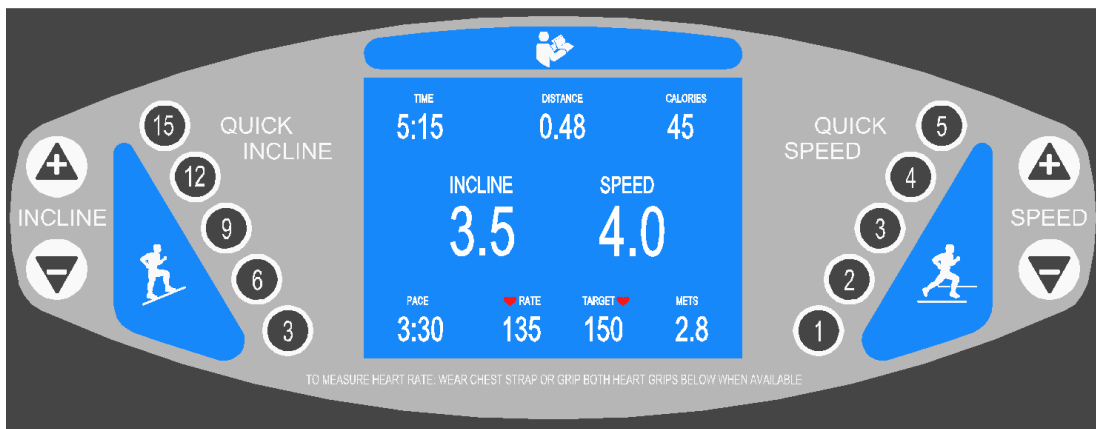 TIME DISTANCE CALORIES
5:15 0.48 45
15 QUICK INCLINE
12
9
6
3
+
INCLINE
−
INCLINE SPEED
3.5 4.0
PACE RATE TARGET METS
3:30 135 150 2.8
QUICK SPEED 5
4
3
2
1
+
SPEED
−
TO MEASURE HEART RATE: WEAR CHEST STRAP OR GRIP BOTH HEART GRIPS BELOW WHEN AVAILABLE